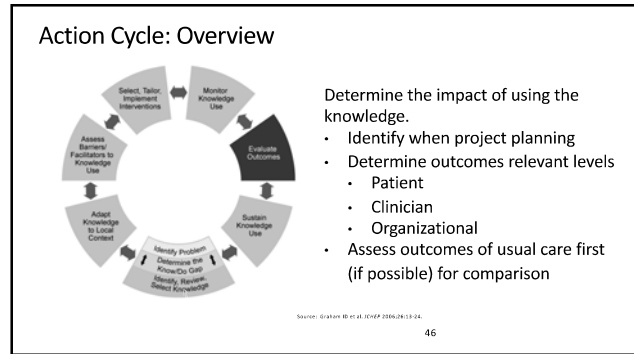 Action Cycle: Overview
Select, Tailor,
Implement
Interventions
Monitor
Knowledge
Use
Evaluate
Outcomes
Sustain
Knowledge
Use
Identify Problem
Determine the
Know/Do Gap
Identify, Review,
Select Knowledge
Adapt
Knowledge
to Local
Context
Assess
Barriers/
Facilitators to
Knowledge
Use
Determine the impact of using the
knowledge.
• Identify when project planning
• Determine outcomes relevant levels
• Patient
• Clinician
• Organizational
• Assess outcomes of usual care first
(if possible) for comparison
Source: Graham ID et al. JCHEP 2006;26:13-24.
46